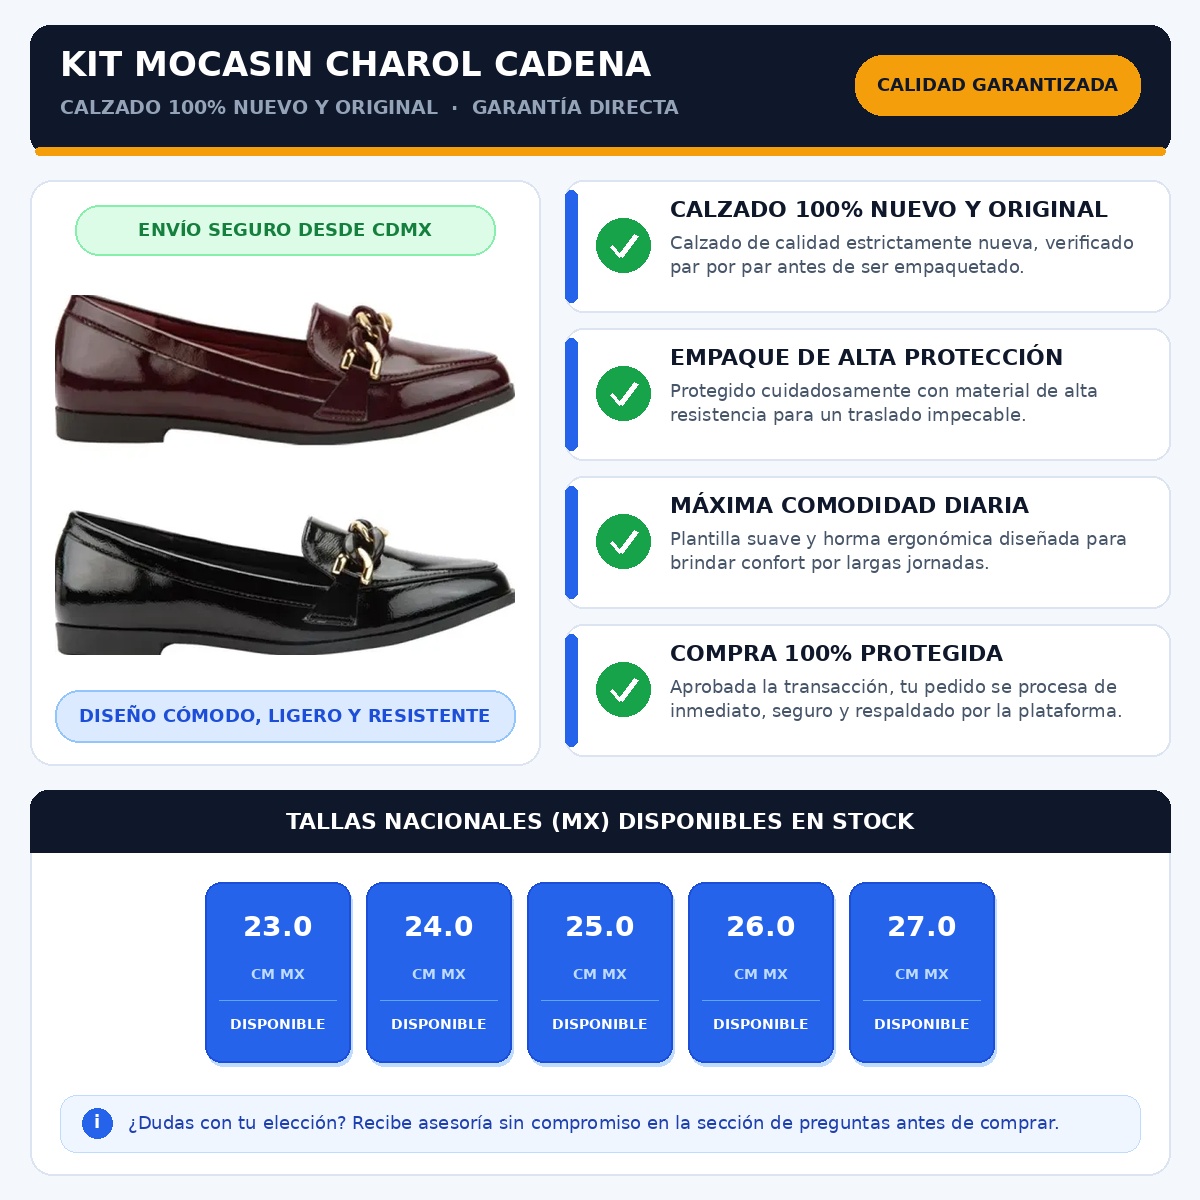 KIT MOCASIN CHAROL CADENA
CALZADO 100% NUEVO Y ORIGINAL · GARANTÍA DIRECTA
CALIDAD GARANTIZADA
ENVÍO SEGURO DESDE CDMX
DISEÑO CÓMODO, LIGERO Y RESISTENTE
CALZADO 100% NUEVO Y ORIGINAL
Calzado de calidad estrictamente nueva, verificado
par por par antes de ser empaquetado.
EMPAQUE DE ALTA PROTECCIÓN
Protegido cuidadosamente con material de alta
resistencia para un traslado impecable.
MÁXIMA COMODIDAD DIARIA
Plantilla suave y horma ergonómica diseñada para
brindar confort por largas jornadas.
COMPRA 100% PROTEGIDA
Aprobada la transacción, tu pedido se procesa de
inmediato, seguro y respaldado por la plataforma.
TALLAS NACIONALES (MX) DISPONIBLES EN STOCK
23.0
CM MX
DISPONIBLE
24.0
CM MX
DISPONIBLE
25.0
CM MX
DISPONIBLE
26.0
CM MX
DISPONIBLE
27.0
CM MX
DISPONIBLE
i ¿Dudas con tu elección? Recibe asesoría sin compromiso en la sección de preguntas antes de comprar.